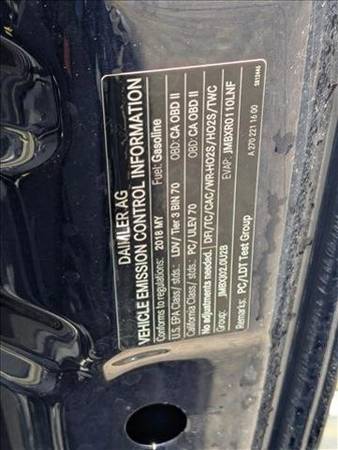 DAIMLER AG
VEHICLE EMISSION CONTROL INFORMATION
Conforms to regulations: 2018 MY Fuel: Gasoline
U.S. EPA Class/ stds: LDV/ Tier 3 BIN 70 OBD: CA OBD II
California Class/ stds: PC/ ULEV 70 OBD: CA OBD II
No adjustments needed. DFI/TC/CAC/WR-HO2S/HO2S/TWC
Group: JMBXV02.0U2B EVAP: JMBXR0110LNF
Remarks: PC/LDT Test Group
A 270 221 16 00